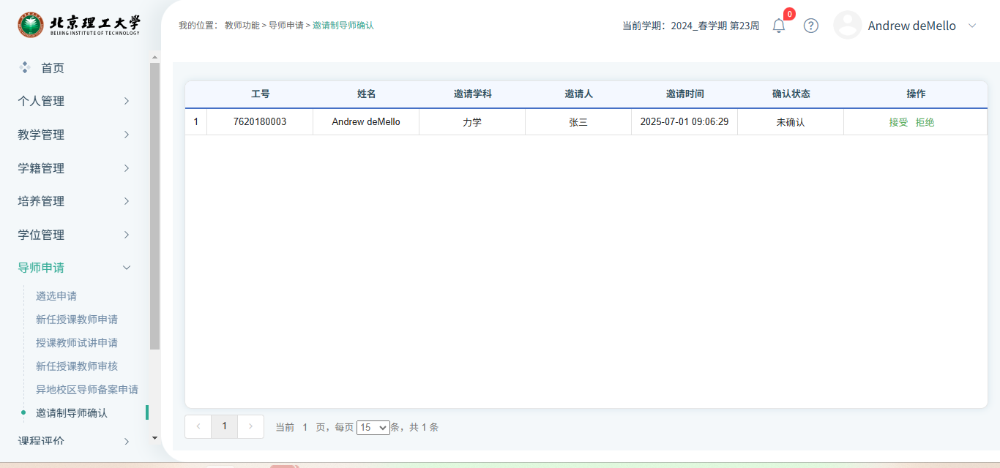 北京理工大学
BEIJING INSTITUTE OF TECHNOLOGY
我的位置： 教师功能 > 导师申请 > 邀请制导师确认
当前学期：2024_春学期 第23周
0
?
Andrew deMello
首页
个人管理
教学管理
学籍管理
培养管理
学位管理
导师申请
遴选申请
新任授课教师申请
授课教师试讲申请
新任授课教师审核
异地校区导师备案申请
邀请制导师确认
课程评价
工号 姓名 邀请学科 邀请人 邀请时间 确认状态 操作
1 7620180003 Andrew deMello 力学 张三 2025-07-01 09:06:29 未确认 接受 拒绝
< 1 > 当前 1 页，每页 15 条，共 1 条